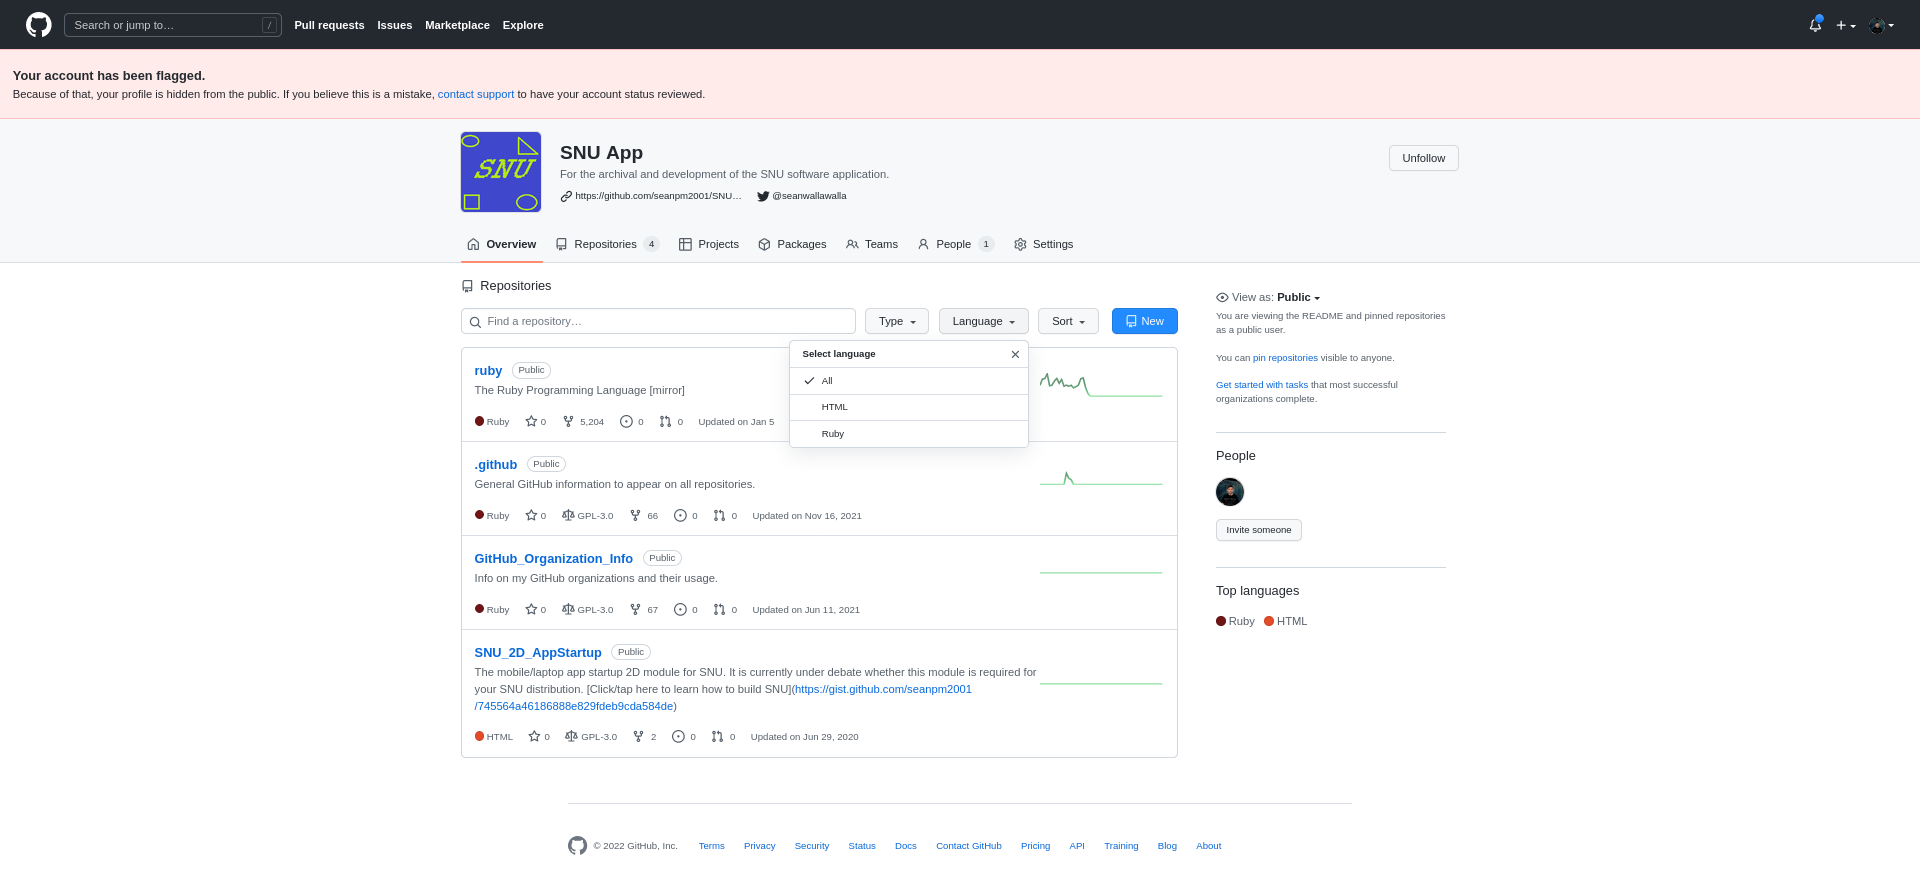 Search or jump to… /
Pull requests Issues Marketplace Explore
Your account has been flagged.
Because of that, your profile is hidden from the public. If you believe this is a mistake, contact support to have your account status reviewed.
SNU
SNU App
Unfollow
For the archival and development of the SNU software application.
https://github.com/seanpm2001/SNU… @seanwallawalla
Overview Repositories 4 Projects Packages Teams People 1 Settings
Repositories
Find a repository… Type Language Sort New
Select language
All
HTML
Ruby
ruby Public
The Ruby Programming Language [mirror]
Ruby 0 5,204 0 0 Updated on Jan 5
.github Public
General GitHub information to appear on all repositories.
Ruby 0 GPL-3.0 66 0 0 Updated on Nov 16, 2021
GitHub_Organization_Info Public
Info on my GitHub organizations and their usage.
Ruby 0 GPL-3.0 67 0 0 Updated on Jun 11, 2021
SNU_2D_AppStartup Public
The mobile/laptop app startup 2D module for SNU. It is currently under debate whether this module is required for
your SNU distribution. [Click/tap here to learn how to build SNU](https://gist.github.com/seanpm2001
/745564a46186888e829fdeb9cda584de)
HTML 0 GPL-3.0 2 0 0 Updated on Jun 29, 2020
View as: Public
You are viewing the README and pinned repositories
as a public user.
You can pin repositories visible to anyone.
Get started with tasks that most successful
organizations complete.
People
Invite someone
Top languages
Ruby HTML
© 2022 GitHub, Inc. Terms Privacy Security Status Docs Contact GitHub Pricing API Training Blog About